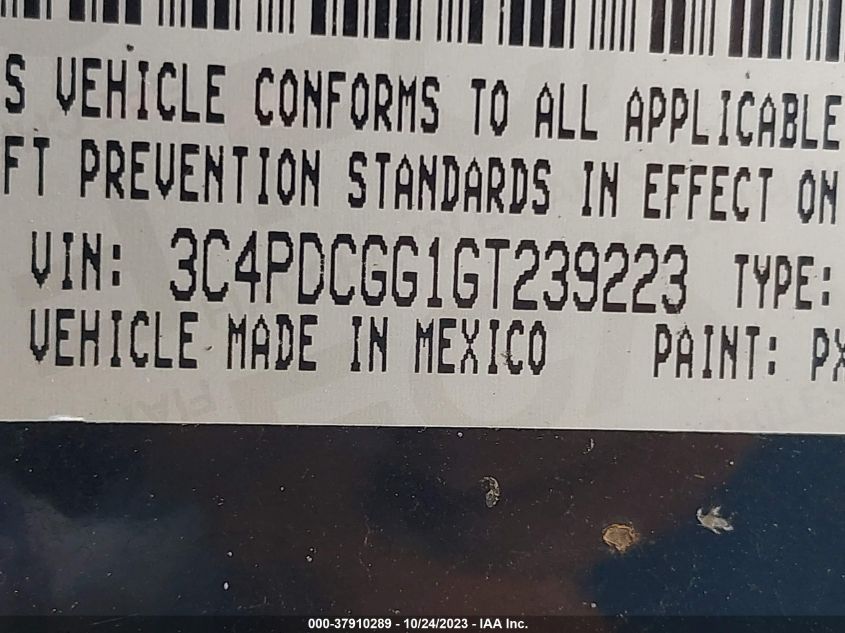 S VEHICLE CONFORMS TO ALL APPLICABLE
FT PREVENTION STANDARDS IN EFFECT ON
VIN: 3C4PDCGG1GT239223 TYPE:
VEHICLE MADE IN MEXICO PAINT: PX
000-37910289 - 10/24/2023 - IAA Inc.